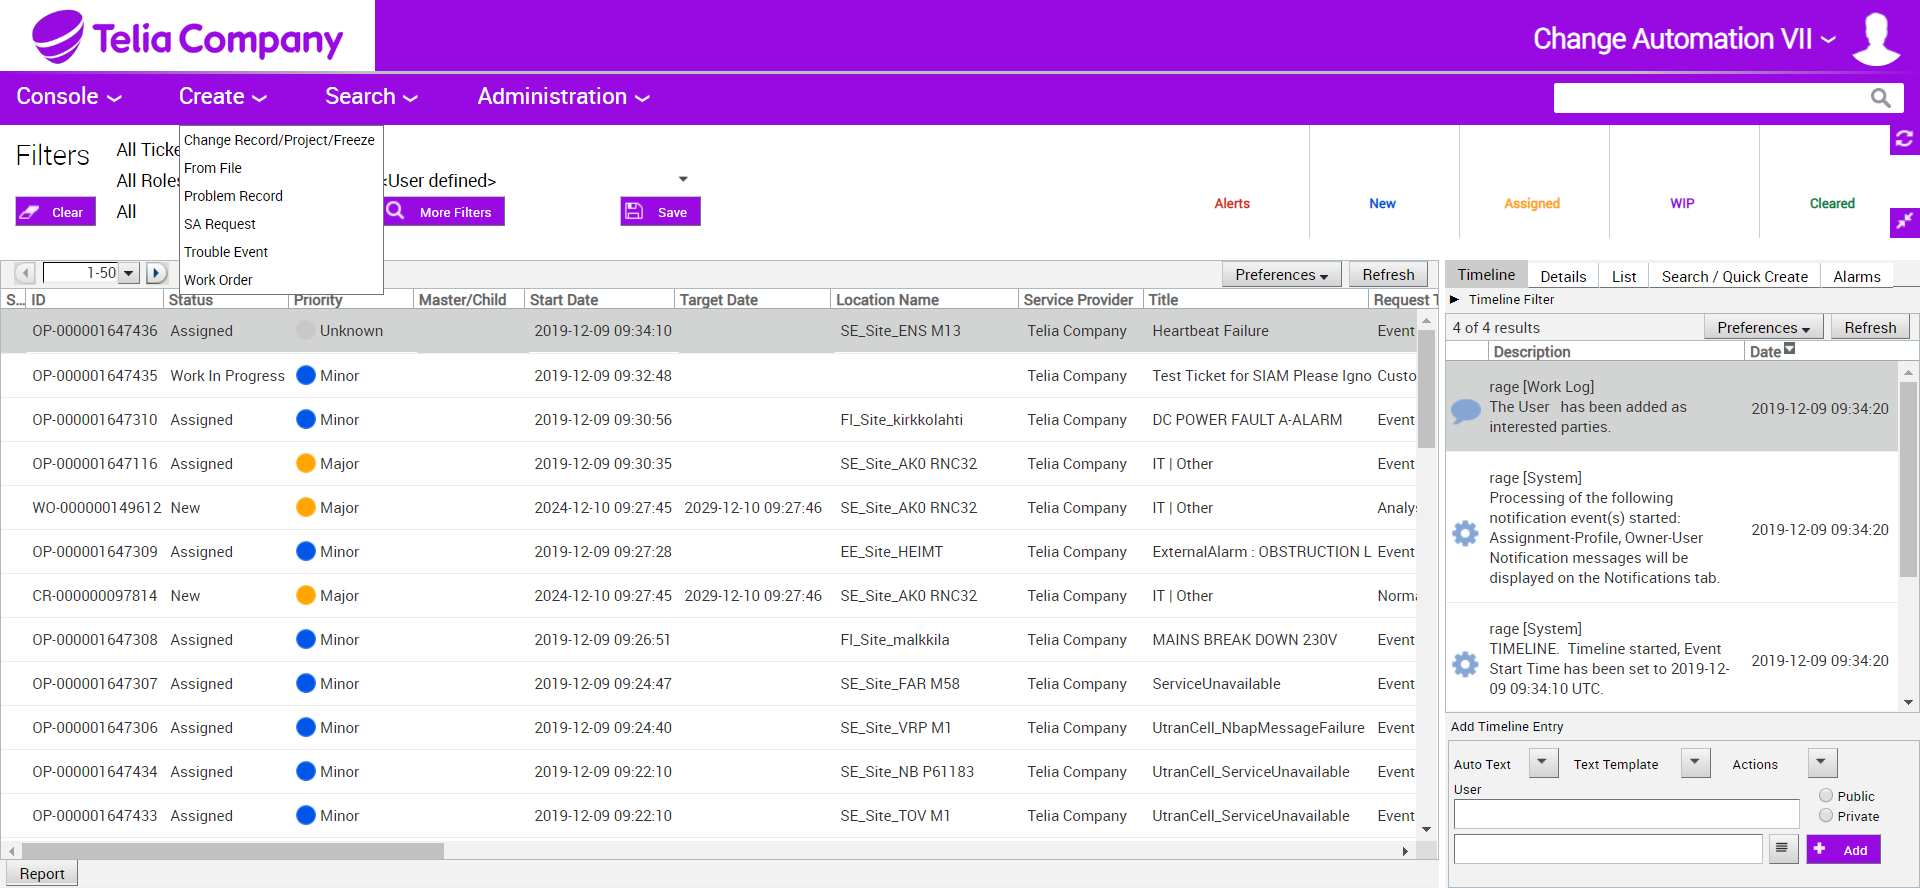 Telia Company
Change Automation VII
Console
Create
Search
Administration
Filters
All Ticke
All Roles
All
Clear
Change Record/Project/Freeze
From File
Problem Record
SA Request
Trouble Event
Work Order
<User defined>
More Filters
Save
Alerts
New
Assigned
WIP
Cleared
1-50
Preferences
Refresh
S... ID Status Priority Master/Child Start Date Target Date Location Name Service Provider Title Request T
OP-000001647436 Assigned Unknown 2019-12-09 09:34:10 SE_Site_ENS M13 Telia Company Heartbeat Failure Event
OP-000001647435 Work In Progress Minor 2019-12-09 09:32:48 Telia Company Test Ticket for SIAM Please Igno Custo
OP-000001647310 Assigned Minor 2019-12-09 09:30:56 FI_Site_kirkkolahti Telia Company DC POWER FAULT A-ALARM Event
OP-000001647116 Assigned Major 2019-12-09 09:30:35 SE_Site_AK0 RNC32 Telia Company IT | Other Event
WO-000000149612 New Major 2024-12-10 09:27:45 2029-12-10 09:27:46 SE_Site_AK0 RNC32 Telia Company IT | Other Analys
OP-000001647309 Assigned Minor 2019-12-09 09:27:28 EE_Site_HEIMT Telia Company ExternalAlarm : OBSTRUCTION L Event
CR-000000097814 New Major 2024-12-10 09:27:45 2029-12-10 09:27:46 SE_Site_AK0 RNC32 Telia Company IT | Other Norma
OP-000001647308 Assigned Minor 2019-12-09 09:26:51 FI_Site_malkkila Telia Company MAINS BREAK DOWN 230V Event
OP-000001647307 Assigned Minor 2019-12-09 09:24:47 SE_Site_FAR M58 Telia Company ServiceUnavailable Event
OP-000001647306 Assigned Minor 2019-12-09 09:24:40 SE_Site_VRP M1 Telia Company UtranCell_NbapMessageFailure Event
OP-000001647434 Assigned Minor 2019-12-09 09:22:10 SE_Site_NB P61183 Telia Company UtranCell_ServiceUnavailable Event
OP-000001647433 Assigned Minor 2019-12-09 09:22:10 SE_Site_TOV M1 Telia Company UtranCell_ServiceUnavailable Event
Report
Timeline
Details
List
Search / Quick Create
Alarms
Timeline Filter
4 of 4 results
Preferences
Refresh
Description Date
rage [Work Log]
The User has been added as
interested parties.
2019-12-09 09:34:20
rage [System]
Processing of the following
notification event(s) started:
Assignment-Profile, Owner-User
Notification messages will be
displayed on the Notifications tab.
2019-12-09 09:34:20
rage [System]
TIMELINE. Timeline started, Event
Start Time has been set to 2019-12-
09 09:34:10 UTC.
2019-12-09 09:34:20
Add Timeline Entry
Auto Text
Text Template
Actions
User
Public
Private
Add